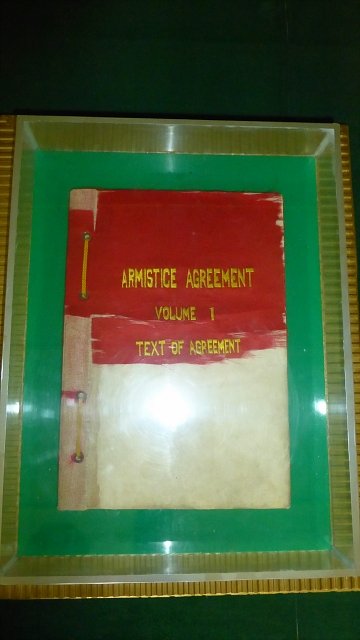 ARMISTICE AGREEMENT
VOLUME I
TEXT OF AGREEMENT